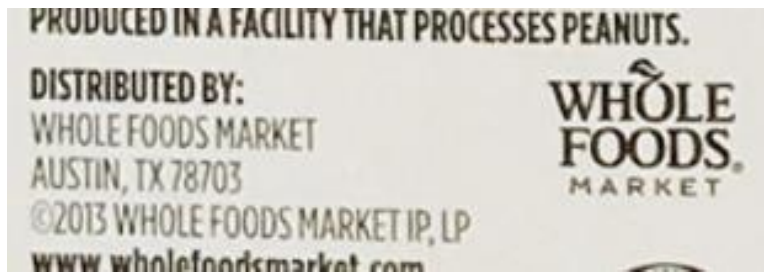 PRODUCED IN A FACILITY THAT PROCESSES PEANUTS.
DISTRIBUTED BY:
WHOLE FOODS MARKET
AUSTIN, TX 78703
©2013 WHOLE FOODS MARKET IP, LP
www.wholefoodsmarket.com
WHOLE
FOODS®
MARKET